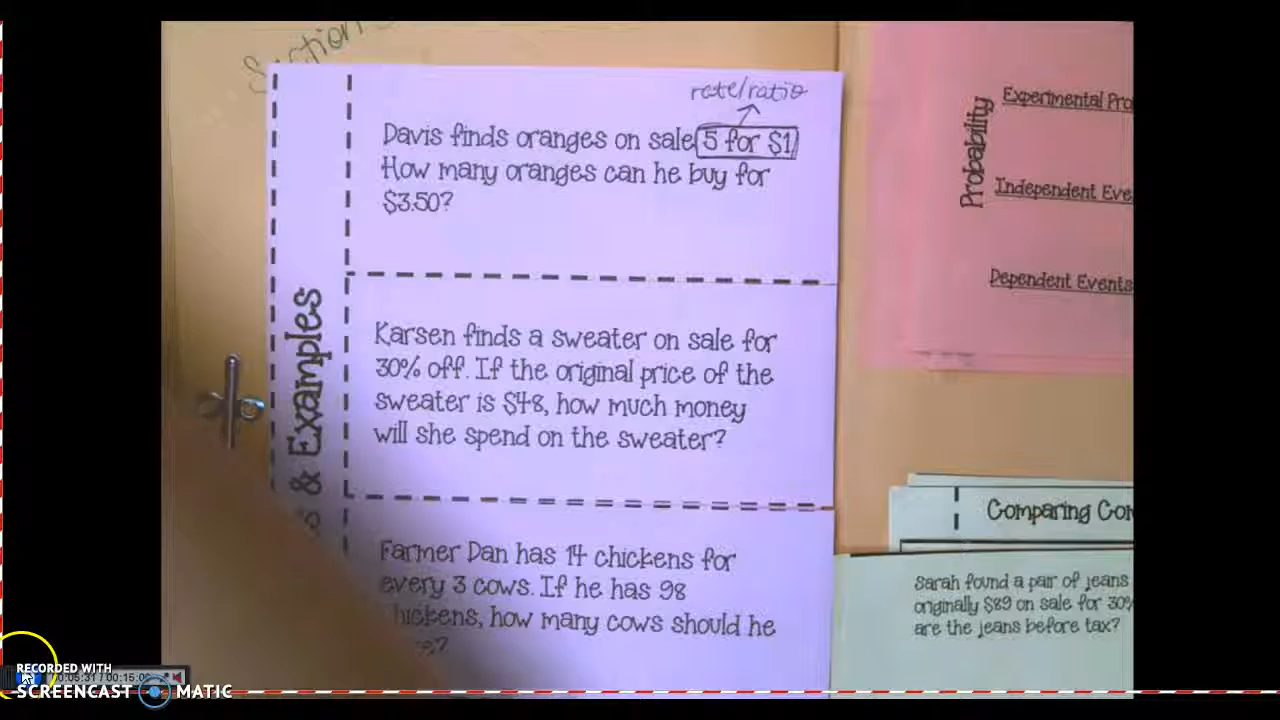 Section
rate/ratio
Davis finds oranges on sale 5 for $1
How many oranges can he buy for
$3.50?
Karsen finds a sweater on sale for
30% off. If the original price of the
sweater is $48, how much money
will she spend on the sweater?
& Examples
Farmer Dan has 14 chickens for
every 3 cows. If he has 98
chickens, how many cows should he
Probability
Experimental Pro
Independent Eve
Dependent Events
Comparing Con
Sarah found a pair of jeans
originally $89 on sale for 30%
are the jeans before tax?
RECORDED WITH
SCREENCAST MATIC